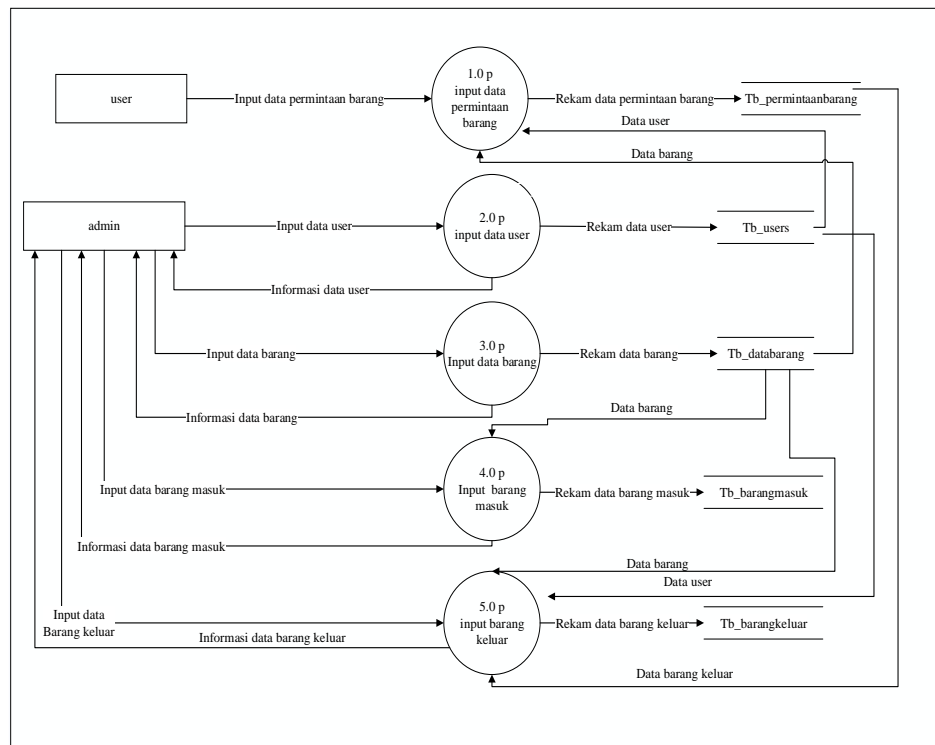 user
Input data permintaan barang
1.0 p
input data
permintaan
barang
Rekam data permintaan barang
Tb_permintaanbarang
Data user
Data barang
admin
Input data user
2.0 p
input data user
Rekam data user
Tb_users
Informasi data user
Input data barang
3.0 p
Input data barang
Rekam data barang
Tb_databarang
Informasi data barang
Data barang
Input data barang masuk
4.0 p
Input barang
masuk
Rekam data barang masuk
Tb_barangmasuk
Informasi data barang masuk
Data barang
Data user
Input data
Barang keluar
5.0 p
input barang
keluar
Rekam data barang keluar
Tb_barangkeluar
Informasi data barang keluar
Data barang keluar